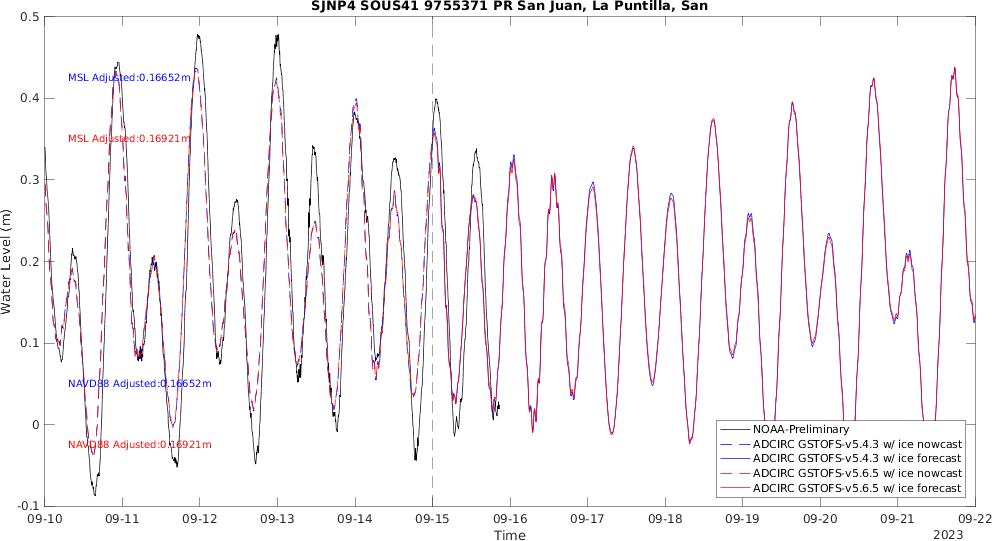 SJNP4 SOUS41 9755371 PR San Juan, La Puntilla, San
0.5
0.4
0.3
0.2
0.1
0
-0.1
Water Level (m)
MSL Adjusted:0.16652m
MSL Adjusted:0.16921m
NAVD88 Adjusted:0.16652m
NAVD88 Adjusted:0.16921m
NOAA-Preliminary
ADCIRC GSTOFS-v5.4.3 w/ ice nowcast
ADCIRC GSTOFS-v5.4.3 w/ ice forecast
ADCIRC GSTOFS-v5.6.5 w/ ice nowcast
ADCIRC GSTOFS-v5.6.5 w/ ice forecast
09-10 09-11 09-12 09-13 09-14 09-15 09-16 09-17 09-18 09-19 09-20 09-21 09-22
Time
2023